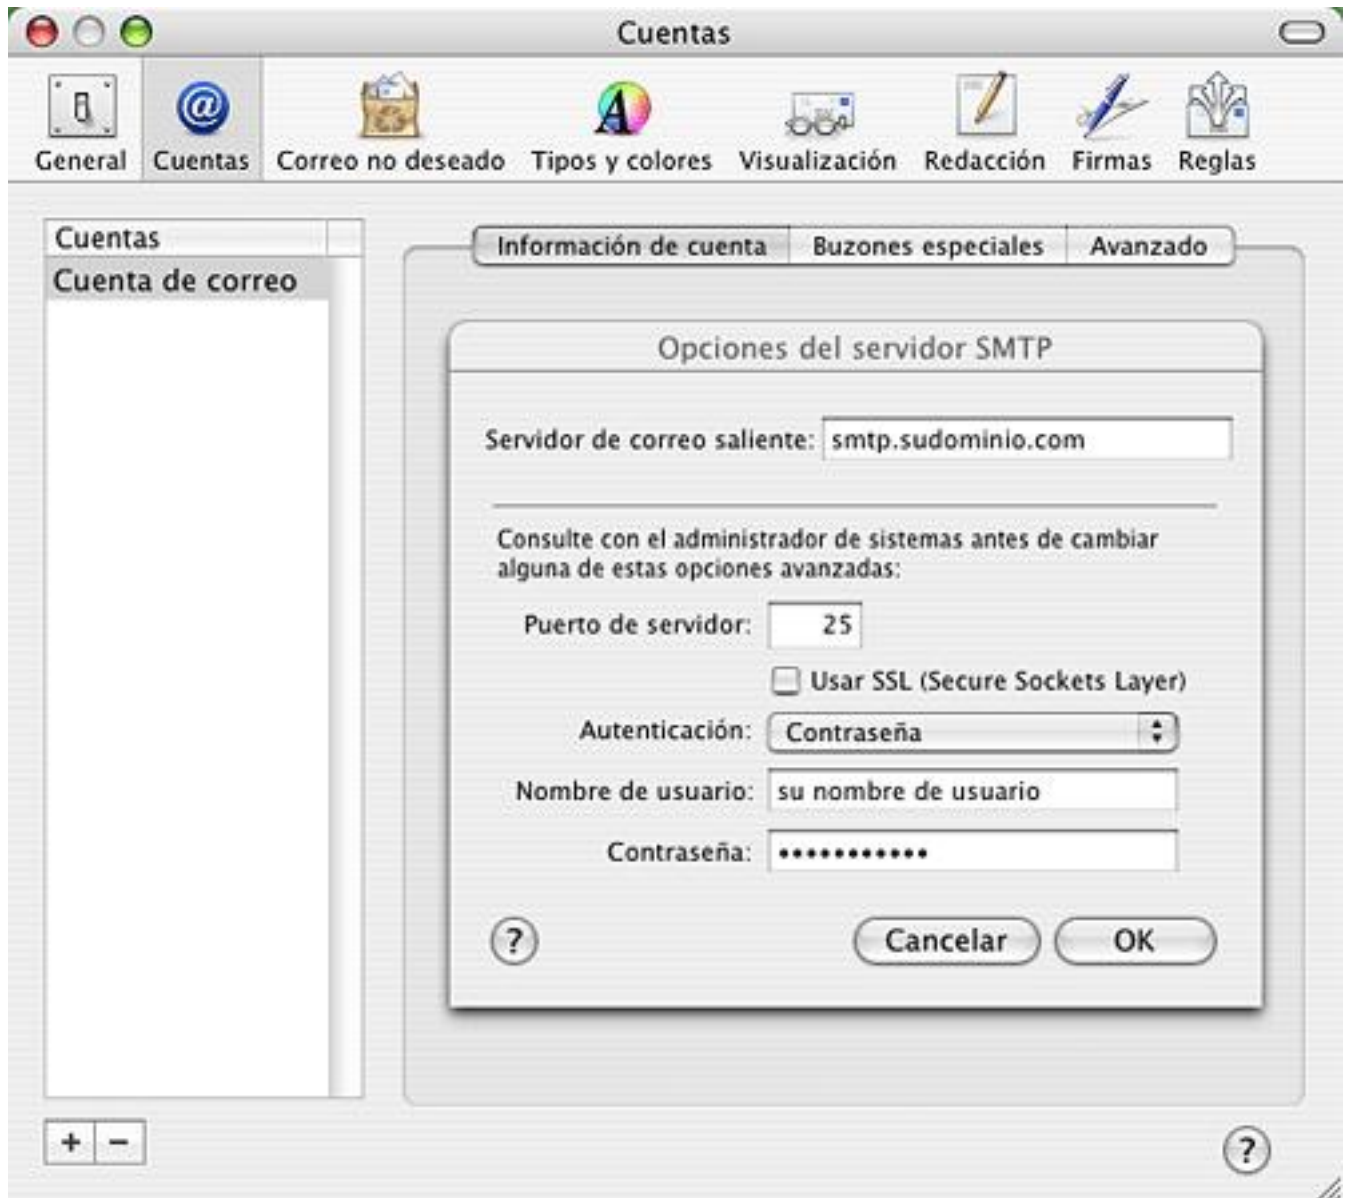 Cuentas
General
Cuentas
Correo no deseado
Tipos y colores
Visualización
Redacción
Firmas
Reglas
Cuentas
Cuenta de correo
Información de cuenta
Buzones especiales
Avanzado
Opciones del servidor SMTP
Servidor de correo saliente: smtp.sudominio.com
Consulte con el administrador de sistemas antes de cambiar
alguna de estas opciones avanzadas:
Puerto de servidor: 25
Usar SSL (Secure Sockets Layer)
Autenticación: Contraseña
Nombre de usuario: su nombre de usuario
Contraseña: •••••••••••
?
Cancelar
OK
+ −
?